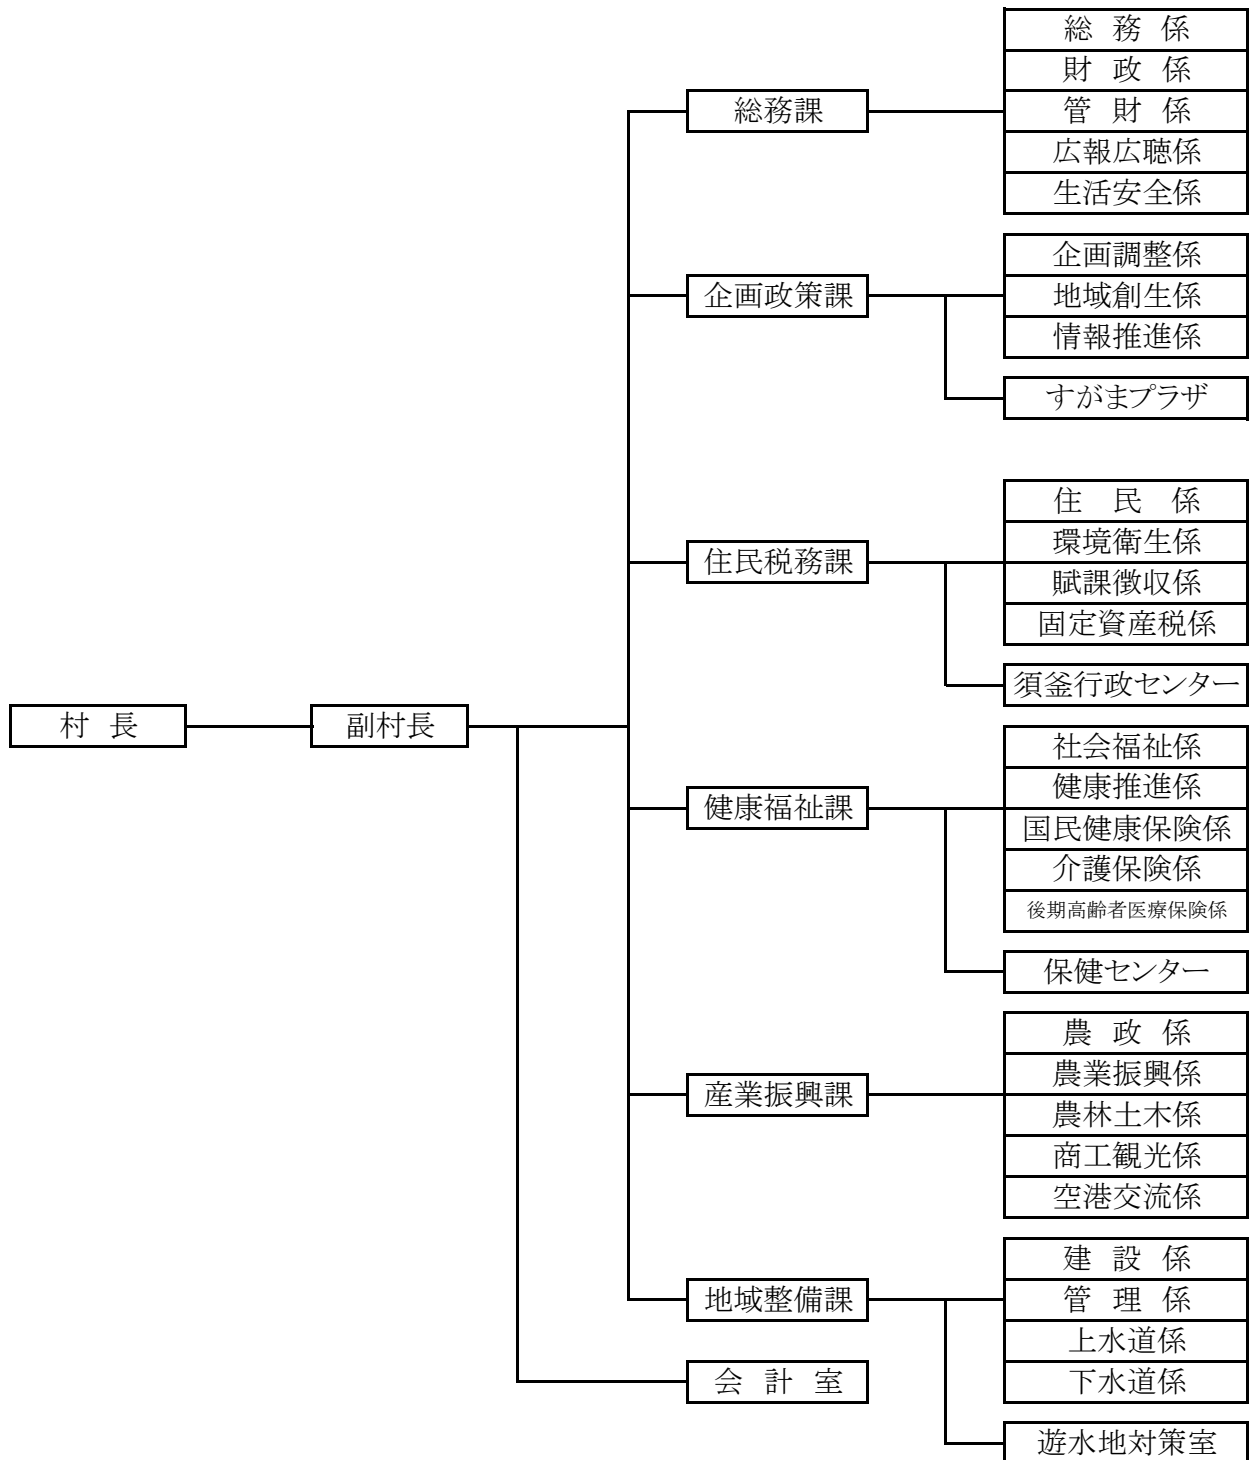 村 長
副村長
総務課
総 務 係
財 政 係
管 財 係
広報広聴係
生活安全係
企画政策課
企画調整係
地域創生係
情報推進係
すがまプラザ
住民税務課
住 民 係
環境衛生係
賦課徴収係
固定資産税係
須釜行政センター
健康福祉課
社会福祉係
健康推進係
国民健康保険係
介護保険係
後期高齢者医療保険係
保健センター
産業振興課
農 政 係
農業振興係
農林土木係
商工観光係
空港交流係
地域整備課
建 設 係
管 理 係
上水道係
下水道係
遊水地対策室
会 計 室